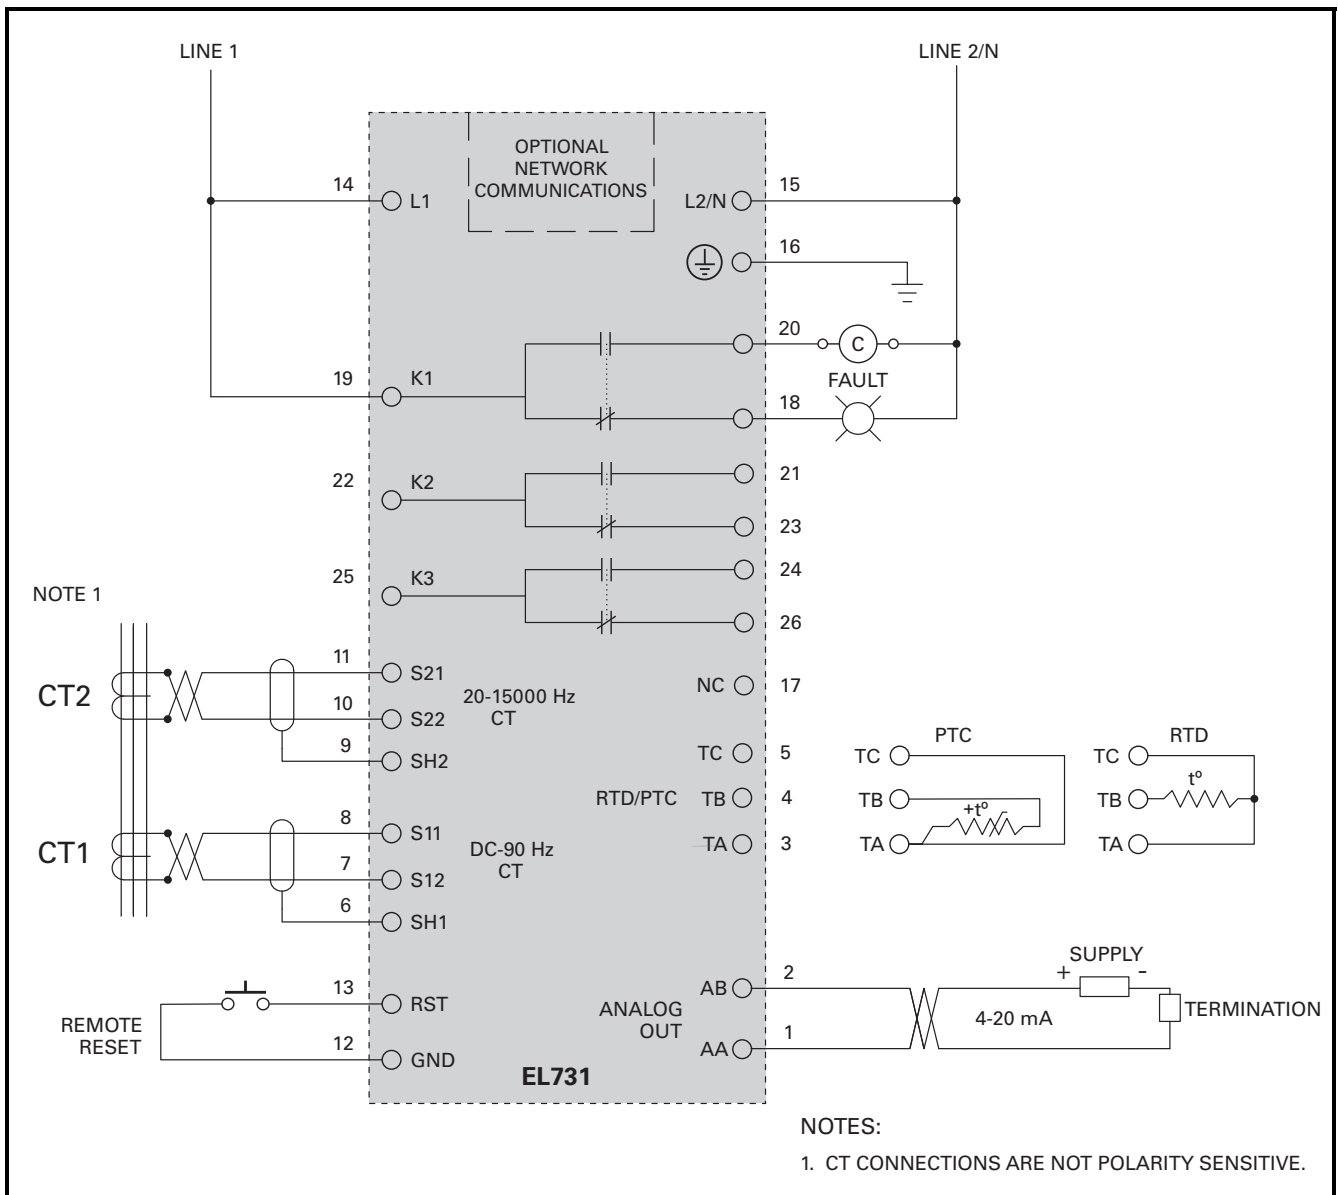 LINE 1
LINE 2/N
OPTIONAL
NETWORK
COMMUNICATIONS
14
L1
L2/N
15
16
20
C
FAULT
19
K1
18
22
K2
21
23
25
K3
24
26
NOTE 1
CT2
11
S21
10
S22
9
SH2
20-15000 Hz
CT
NC
17
TC
5
RTD/PTC
TB
4
TA
3
PTC
TC
TB
+tº
TA
RTD
TC
tº
TB
TA
CT1
8
S11
7
S12
6
SH1
DC-90 Hz
CT
REMOTE
RESET
13
RST
12
GND
ANALOG
OUT
AB
2
AA
1
4-20 mA
SUPPLY
+
-
TERMINATION
EL731
NOTES:
1. CT CONNECTIONS ARE NOT POLARITY SENSITIVE.